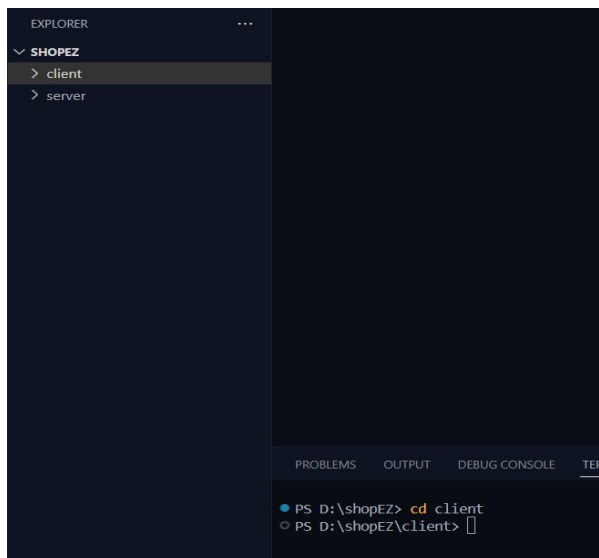 EXPLORER ...
SHOPEZ
client
server
PROBLEMS OUTPUT DEBUG CONSOLE
PS D:\shopEZ> cd client
PS D:\shopEZ\client>